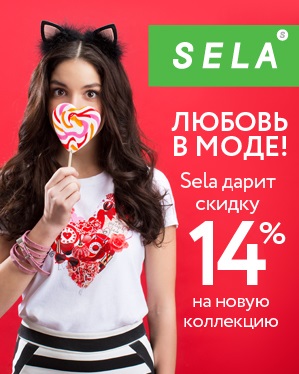 SELA
S
ЛЮБОВЬ
В МОДЕ!
Sela дарит
скидку
14%
на новую
коллекцию